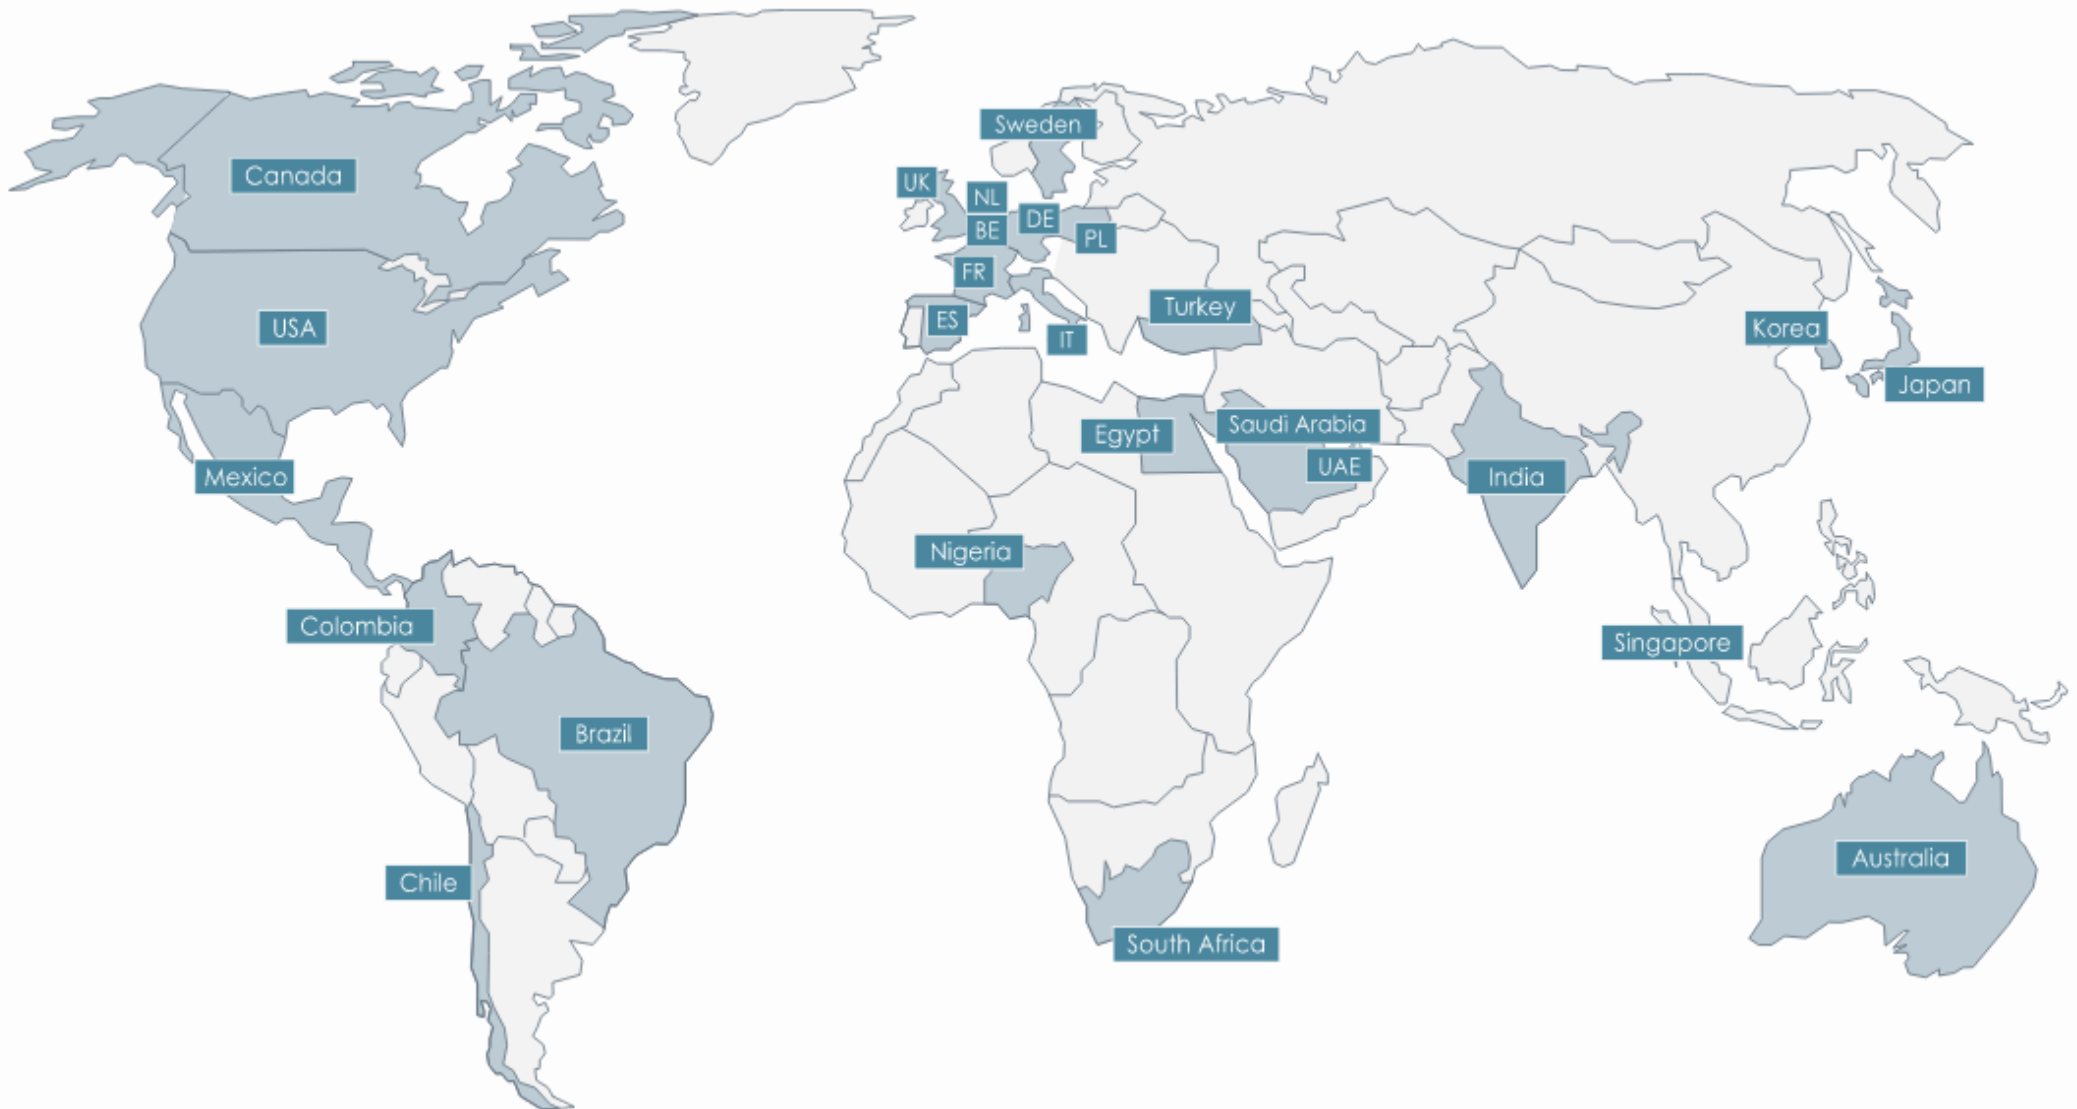 Sweden
Canada
UK
NL
DE
BE
PL
FR
Turkey
ES
USA
Korea
IT
Japan
Saudi Arabia
Egypt
UAE
Mexico
India
Nigeria
Colombia
Singapore
Brazil
Australia
Chile
South Africa